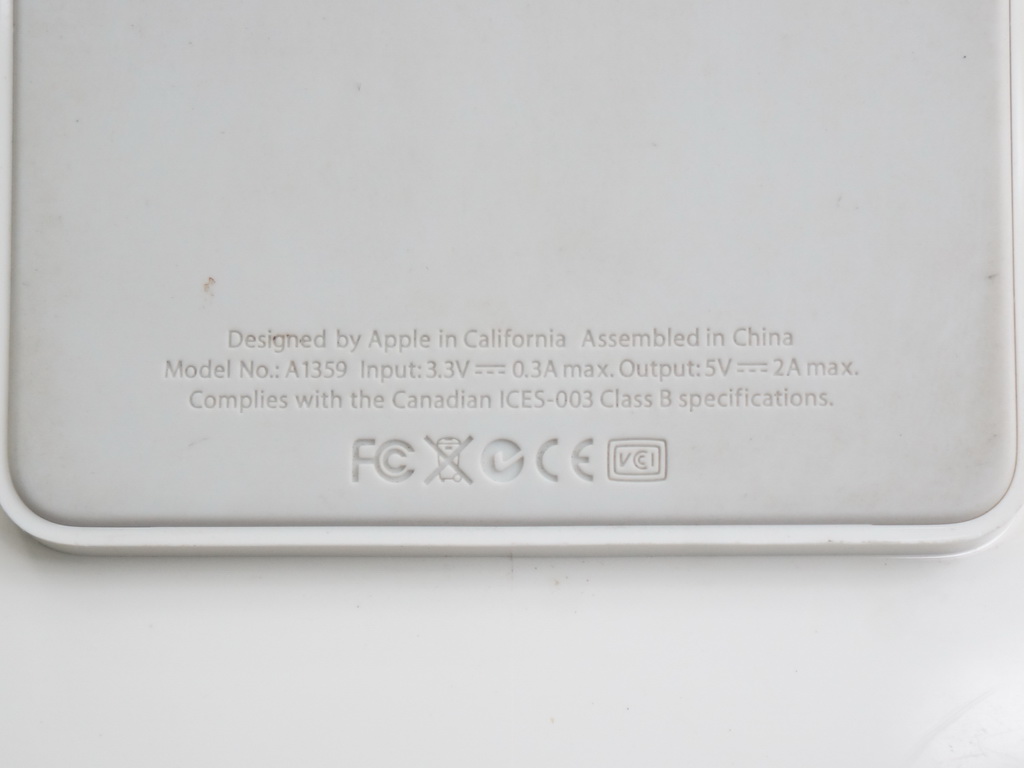 Designed by Apple in California Assembled in China
Model No.: A1359 Input: 3.3V ⎓ 0.3A max. Output: 5V ⎓ 2A max.
Complies with the Canadian ICES-003 Class B specifications.
FC CE VCI